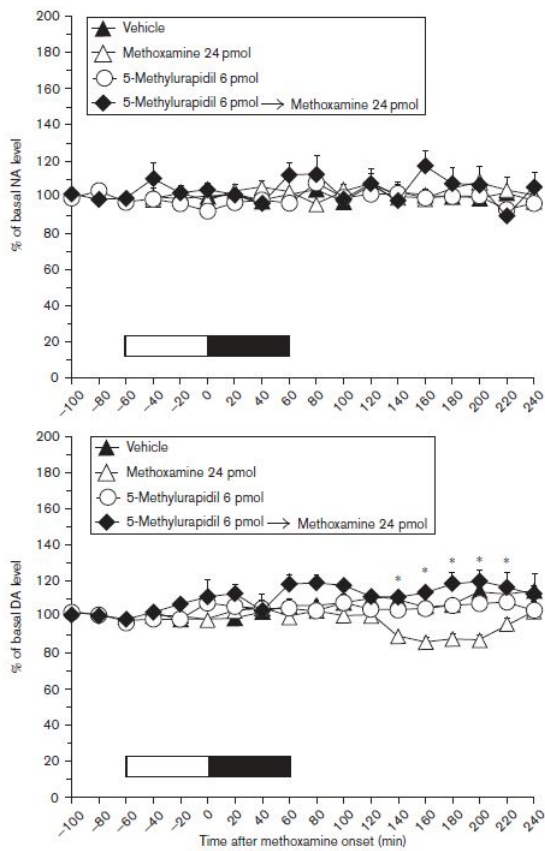 200
Vehicle
180
Methoxamine 24 pmol
160
5-Methylurapidil 6 pmol
5-Methylurapidil 6 pmol → Methoxamine 24 pmol
140
120
100
80
60
40
20
0
% of basal NA level
−100 −80 −60 −40 −20 0 20 40 60 80 100 120 140 160 180 200 220 240
200
Vehicle
180
Methoxamine 24 pmol
160
5-Methylurapidil 6 pmol
5-Methylurapidil 6 pmol → Methoxamine 24 pmol
140
* * * * *
120
100
80
60
40
20
0
% of basal DA level
−100 −80 −60 −40 −20 0 20 40 60 80 100 120 140 160 180 200 220 240
Time after methoxamine onset (min)